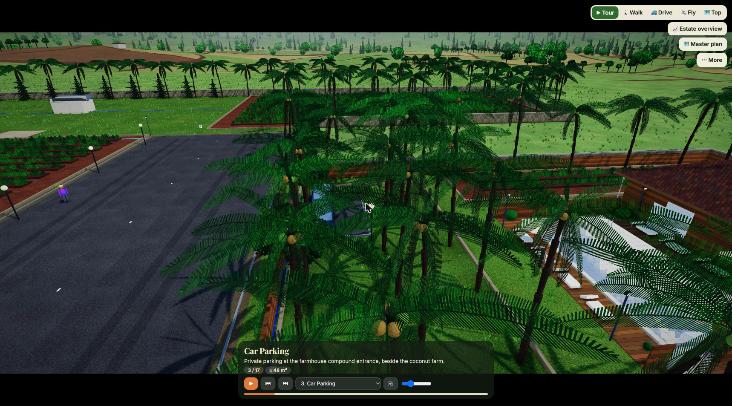 Tour
Walk
Drive
Fly
Top
Estate overview
Master plan
More
Car Parking
Private parking at the farmhouse compound entrance, beside the coconut farm.
3 / 17
3. Car Parking